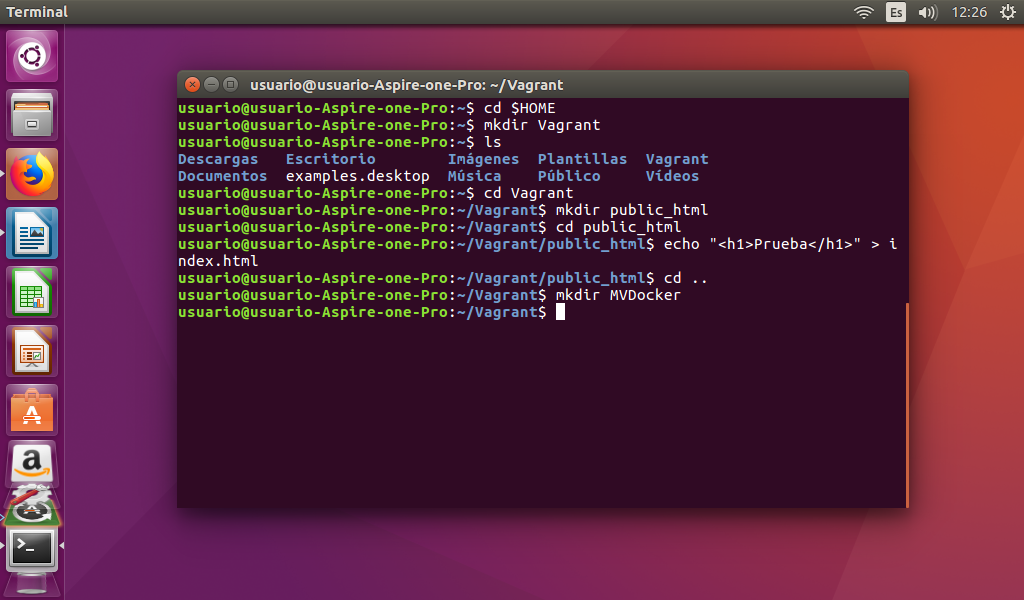 Terminal
Es
12:26
usuario@usuario-Aspire-one-Pro: ~/Vagrant
usuario@usuario-Aspire-one-Pro:~$ cd $HOME
usuario@usuario-Aspire-one-Pro:~$ mkdir Vagrant
usuario@usuario-Aspire-one-Pro:~$ ls
Descargas   Escritorio        Imágenes  Plantillas  Vagrant
Documentos  examples.desktop  Música    Público     Vídeos
usuario@usuario-Aspire-one-Pro:~$ cd Vagrant
usuario@usuario-Aspire-one-Pro:~/Vagrant$ mkdir public_html
usuario@usuario-Aspire-one-Pro:~/Vagrant$ cd public_html
usuario@usuario-Aspire-one-Pro:~/Vagrant/public_html$ echo "<h1>Prueba</h1>" > i
ndex.html
usuario@usuario-Aspire-one-Pro:~/Vagrant/public_html$ cd ..
usuario@usuario-Aspire-one-Pro:~/Vagrant$ mkdir MVDocker
usuario@usuario-Aspire-one-Pro:~/Vagrant$